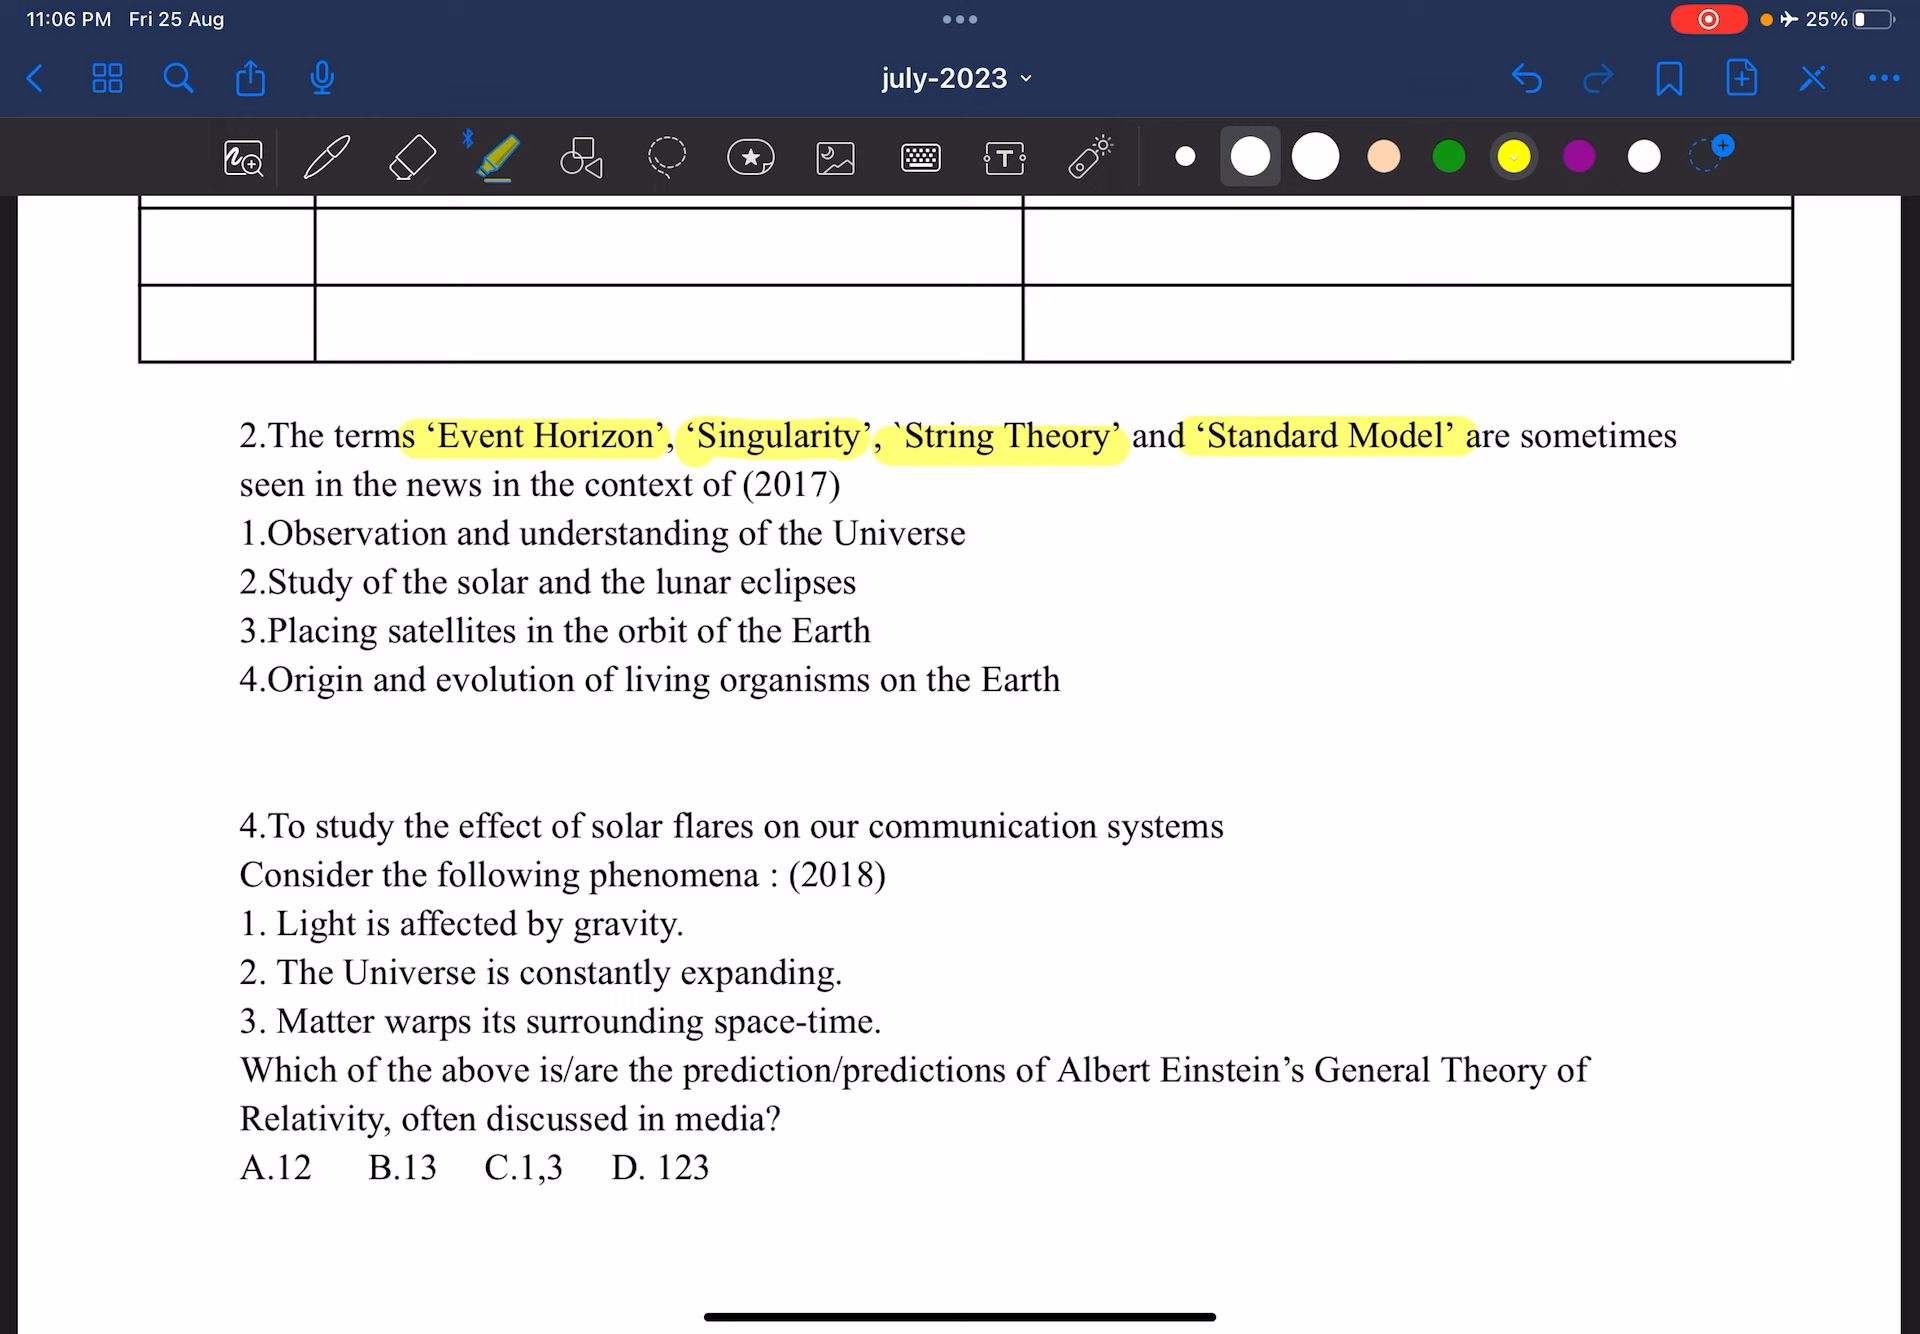 11:06 PM Fri 25 Aug
25%
july-2023
T
2.The terms ‘Event Horizon’, ‘Singularity’, `String Theory’ and ‘Standard Model’ are sometimes
seen in the news in the context of (2017)
1.Observation and understanding of the Universe
2.Study of the solar and the lunar eclipses
3.Placing satellites in the orbit of the Earth
4.Origin and evolution of living organisms on the Earth
4.To study the effect of solar flares on our communication systems
Consider the following phenomena : (2018)
1. Light is affected by gravity.
2. The Universe is constantly expanding.
3. Matter warps its surrounding space-time.
Which of the above is/are the prediction/predictions of Albert Einstein’s General Theory of
Relativity, often discussed in media?
A.12 B.13 C.1,3 D. 123